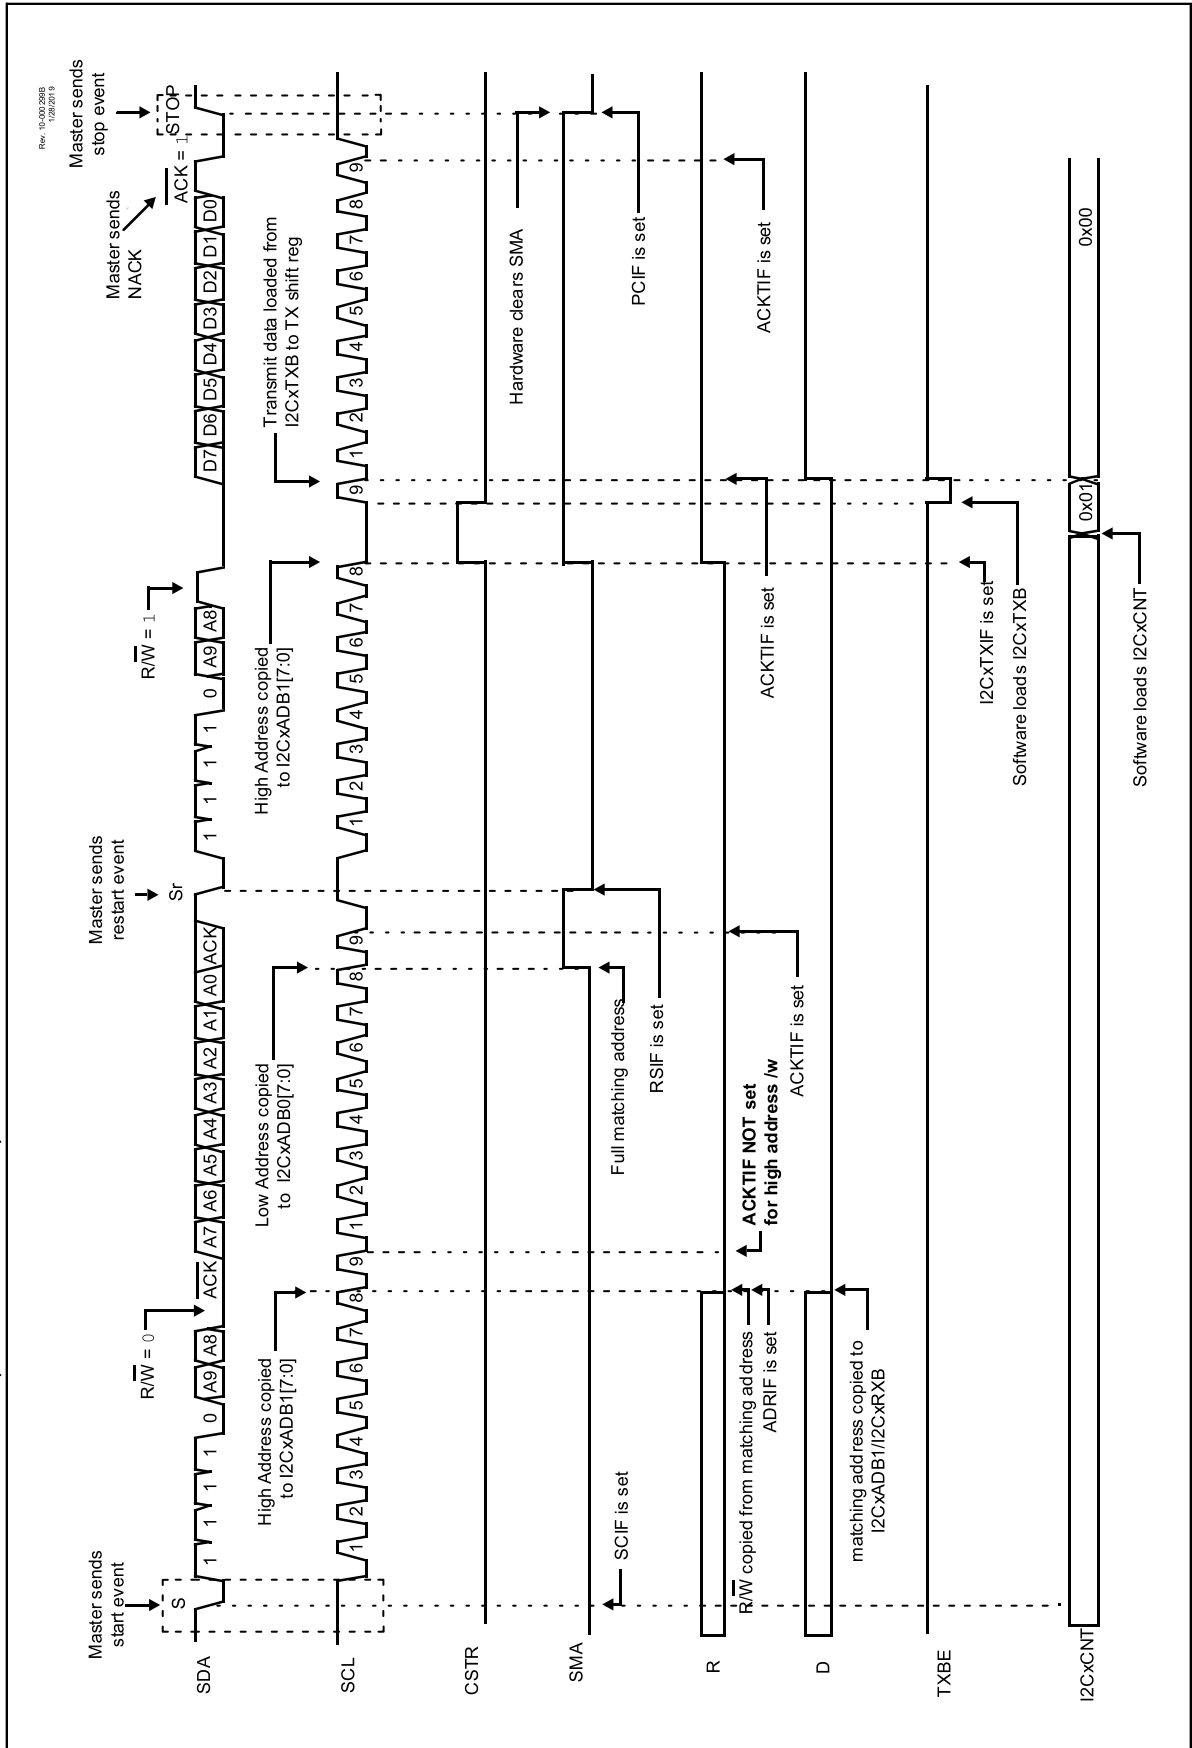 Rev. 10-000 299B
1/28/2019
Master sends
start event
R/W = 0
Master sends
restart event
R/W = 1
Master sends
NACK
Master sends
stop event
SDA
S
1
1
1
1
0
A9
A8
ACK
A7
A6
A5
A4
A3
A2
A1
A0
ACK
Sr
1
1
1
1
0
A9
A8
D7
D6
D5
D4
D3
D2
D1
D0
ACK = 1
STOP
High Address copied
to I2CxADB1[7:0]
Low Address copied
to I2CxADB0[7:0]
High Address copied
to I2CxADB1[7:0]
Transmit data loaded from
I2CxTXB to TX shift reg
SCL
1
2
3
4
5
6
7
8
9
1
2
3
4
5
6
7
8
9
1
2
3
4
5
6
7
8
9
1
2
3
4
5
6
7
8
9
CSTR
Hardware clears SMA
SMA
SCIF is set
Full matching address
RSIF is set
PCIF is set
R
R/W copied from matching address
ADRIF is set
ACKTIF NOT set
for high address /w
ACKTIF is set
ACKTIF is set
ACKTIF is set
D
matching address copied to
I2CxADB1/I2CxRXB
TXBE
I2CxTXIF is set
Software loads I2CxTXB
I2CxCNT
0x01
0x00
Software loads I2CxCNT